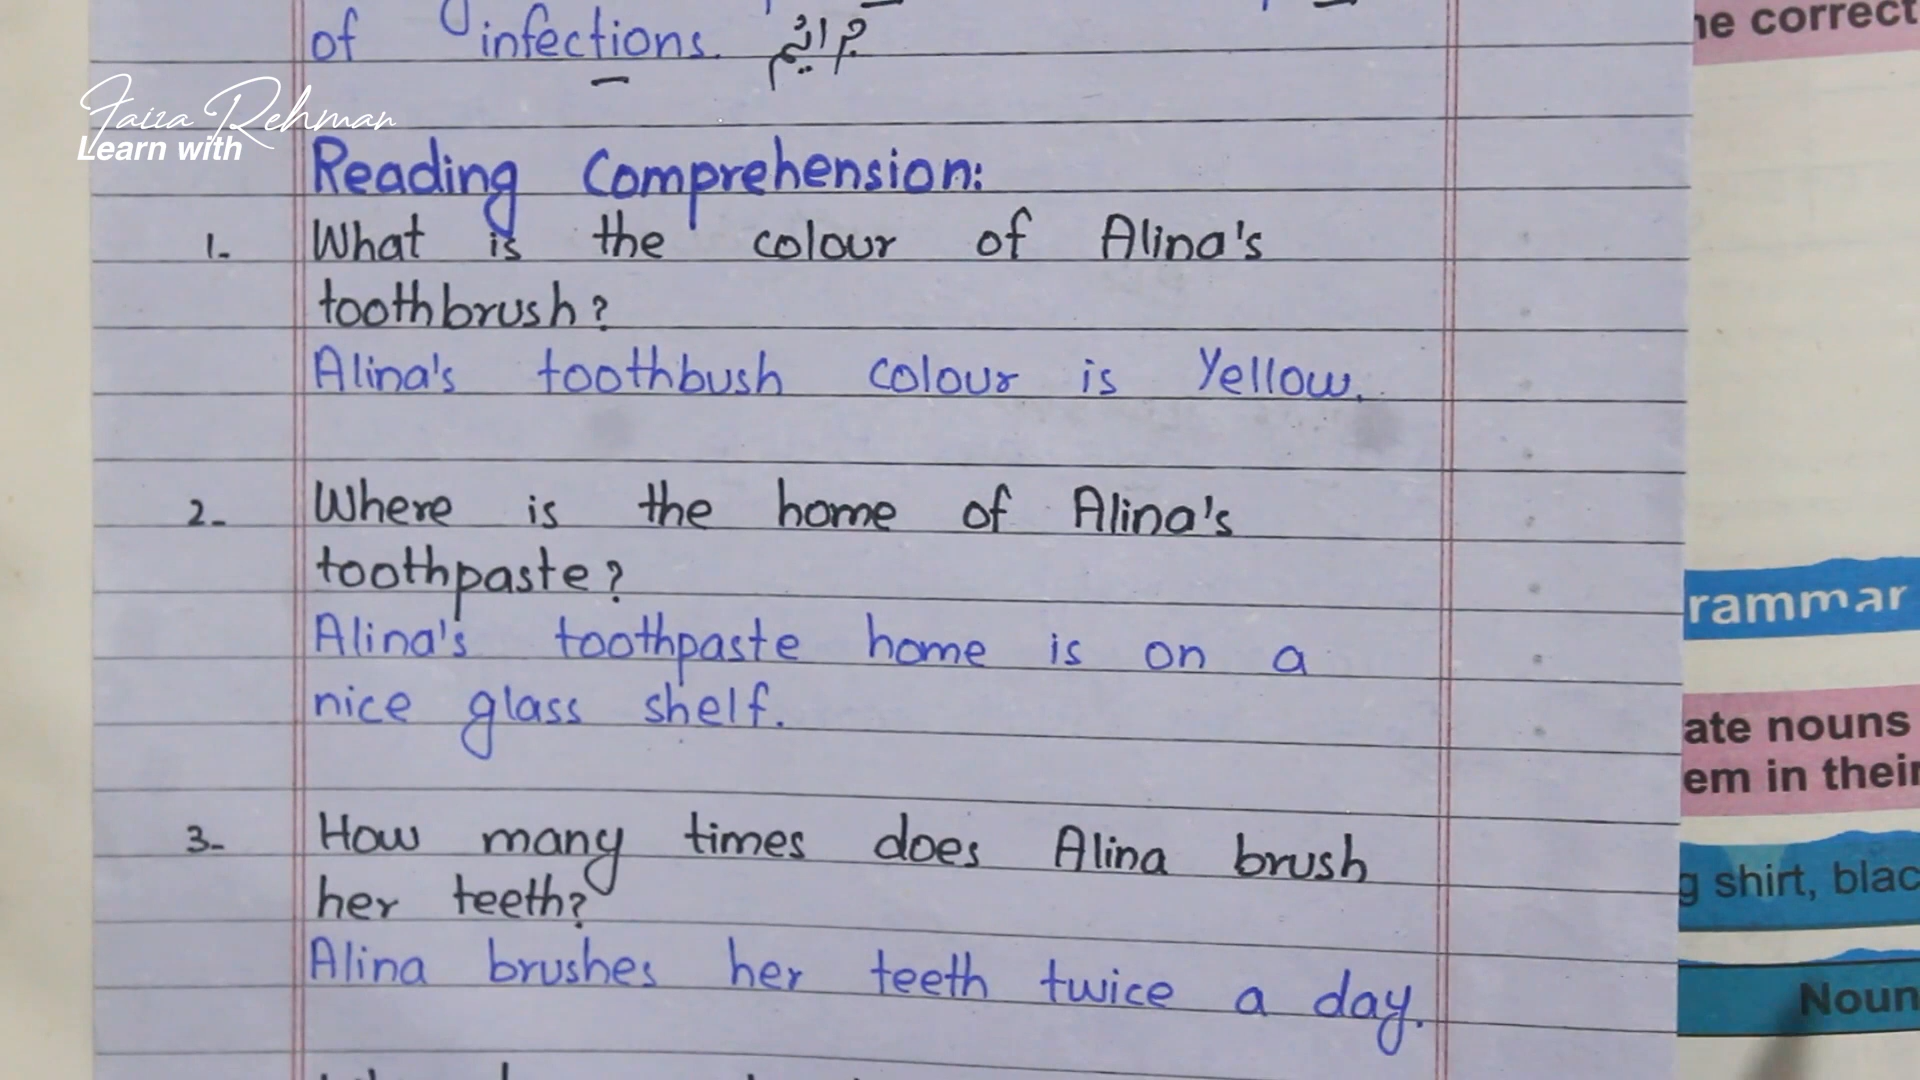 of infections. جراثیم
Faiza Rehman
Learn with
Reading Comprehension:
1. What is the colour of Alina's
toothbrush?
Alina's toothbush colour is Yellow.
2. Where is the home of Alina's
toothpaste?
Alina's toothpaste home is on a
nice glass shelf.
3. How many times does Alina brush
her teeth?
Alina brushes her teeth twice a day.
he correct
rammar
ate nouns
em in their
g shirt, blac
Noun